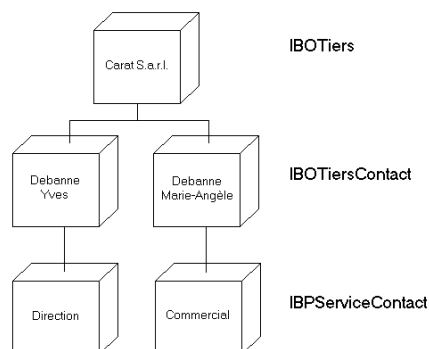 Carat S.a.r.l.
IBOTiers
Debanne
Yves
Debanne
Marie-Angèle
IBOTiersContact
Direction
Commercial
IBPServiceContact